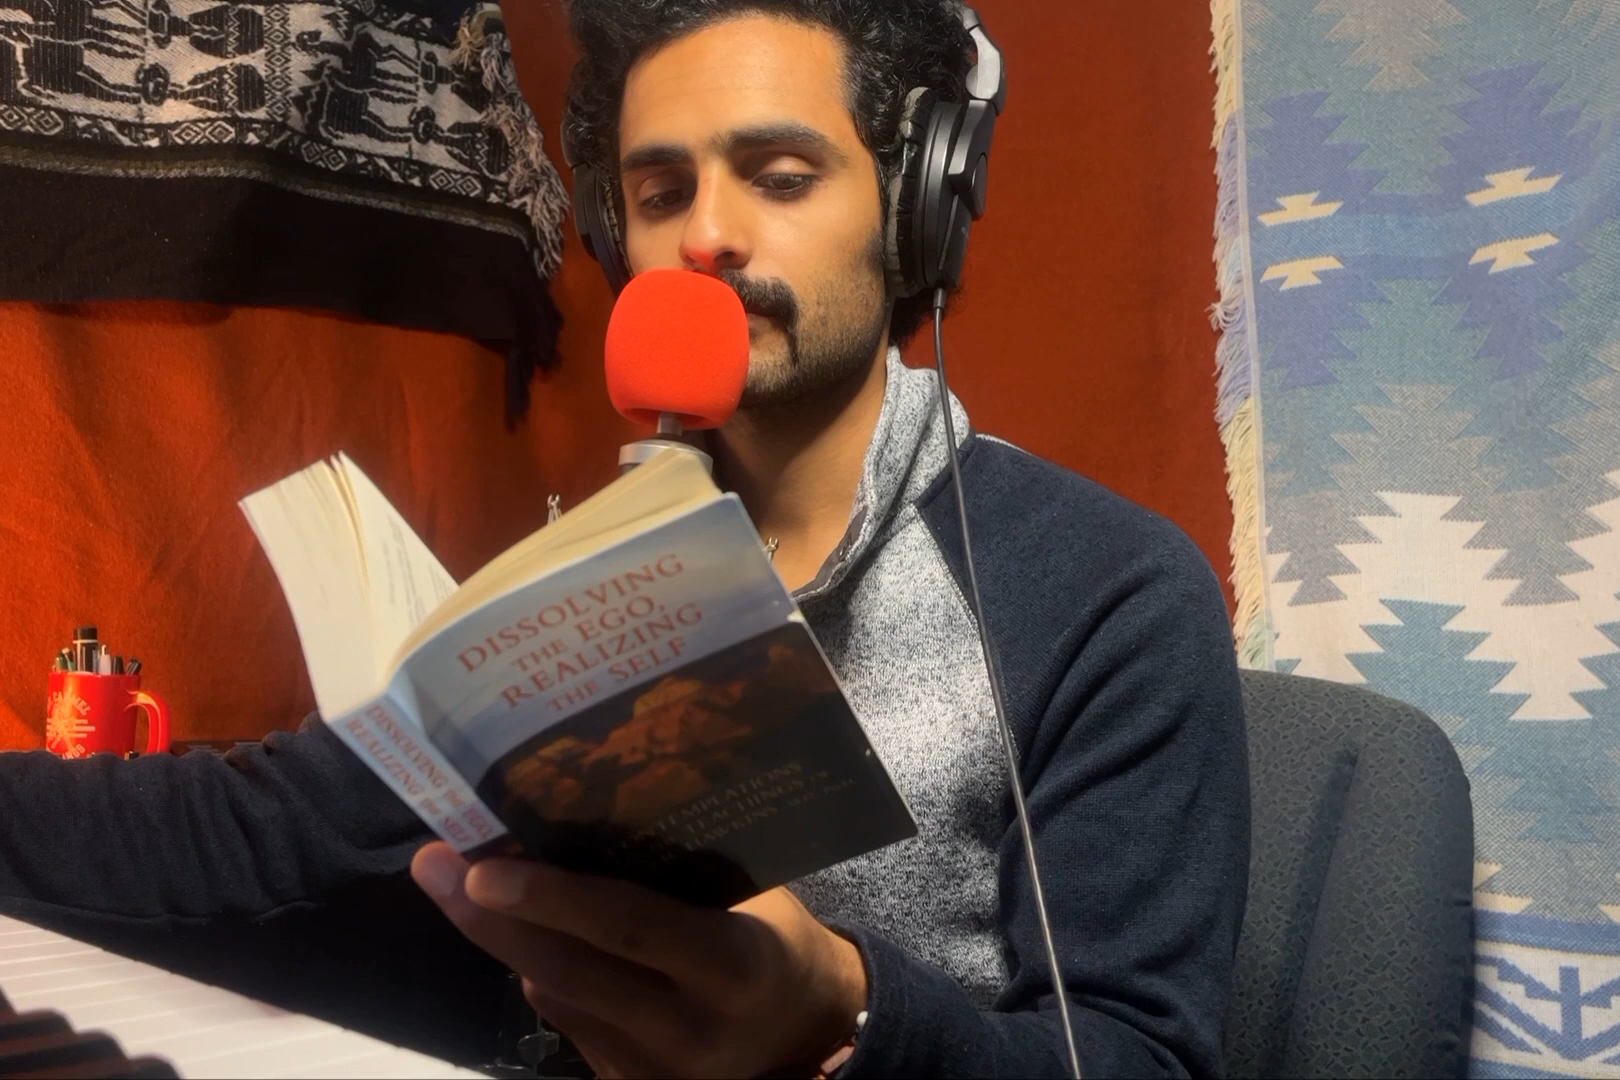 DISSOLVING
THE EGO,
REALIZING
THE SELF
CONTEMPLATIONS
TEACHINGS OF
HAWKINS
DISSOLVING THE EGO,
REALIZING THE SELF